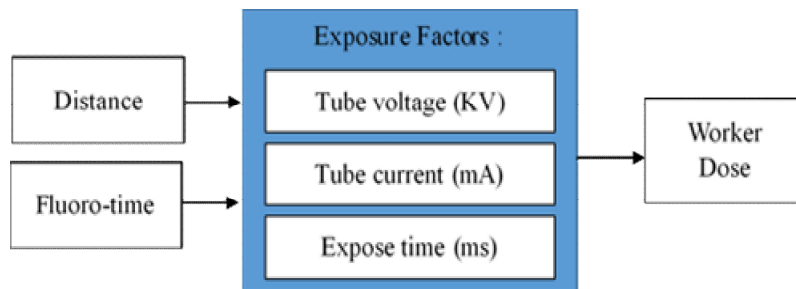 Exposure Factors :
Distance
Tube voltage (KV)
Worker
Dose
Tube current (mA)
Fluoro-time
Expose time (ms)